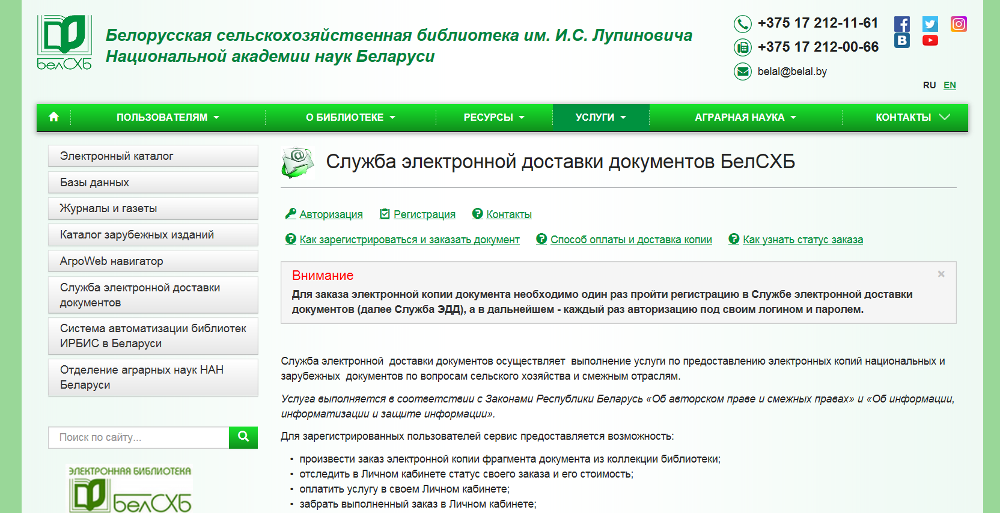 БелСХБ
Белорусская сельскохозяйственная библиотека им. И.С. Лупиновича
Национальной академии наук Беларуси
+375 17 212-11-61
+375 17 212-00-66
belal@belal.by
RU EN
ПОЛЬЗОВАТЕЛЯМ О БИБЛИОТЕКЕ РЕСУРСЫ УСЛУГИ АГРАРНАЯ НАУКА КОНТАКТЫ
Электронный каталог
Базы данных
Журналы и газеты
Каталог зарубежных изданий
АгроWeb навигатор
Служба электронной доставки
документов
Система автоматизации библиотек
ИРБИС в Беларуси
Отделение аграрных наук НАН
Беларуси
Поиск по сайту...
ЭЛЕКТРОННАЯ БИБЛИОТЕКА
БелСХБ
Служба электронной доставки документов БелСХБ
Авторизация Регистрация Контакты
Как зарегистрироваться и заказать документ Способ оплаты и доставка копии Как узнать статус заказа
Внимание ×
Для заказа электронной копии документа необходимо один раз пройти регистрацию в Службе электронной доставки
документов (далее Служба ЭДД), а в дальнейшем - каждый раз авторизацию под своим логином и паролем.
Служба электронной доставки документов осуществляет выполнение услуги по предоставлению электронных копий национальных и
зарубежных документов по вопросам сельского хозяйства и смежным отраслям.
Услуга выполняется в соответствии с Законами Республики Беларусь «Об авторском праве и смежных правах» и «Об информации,
информатизации и защите информации».
Для зарегистрированных пользователей сервис предоставляется возможность:
• произвести заказ электронной копии фрагмента документа из коллекции библиотеки;
• отследить в Личном кабинете статус своего заказа и его стоимость;
• оплатить услугу в своем Личном кабинете;
• забрать выполненный заказ в Личном кабинете;